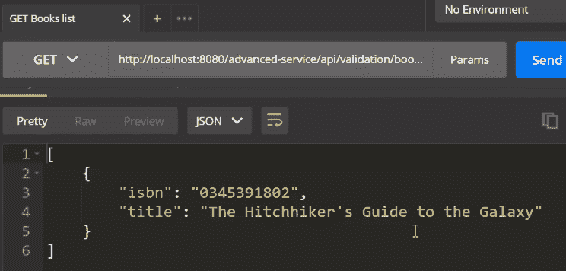 GET Books list
No Environment
GET http://localhost:8080/advanced-service/api/validation/boo... Params Send
Pretty Raw Preview JSON
1 [
2 {
3 "isbn": "0345391802",
4 "title": "The Hitchhiker's Guide to the Galaxy"
5 }
6 ]